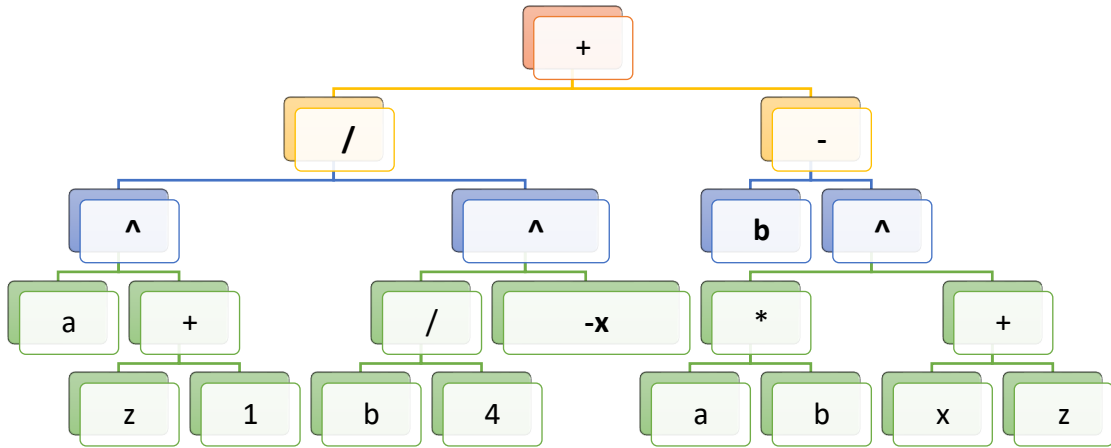 +
/ -
^ ^ b ^
a + / -x * +
z 1 b 4 a b x z